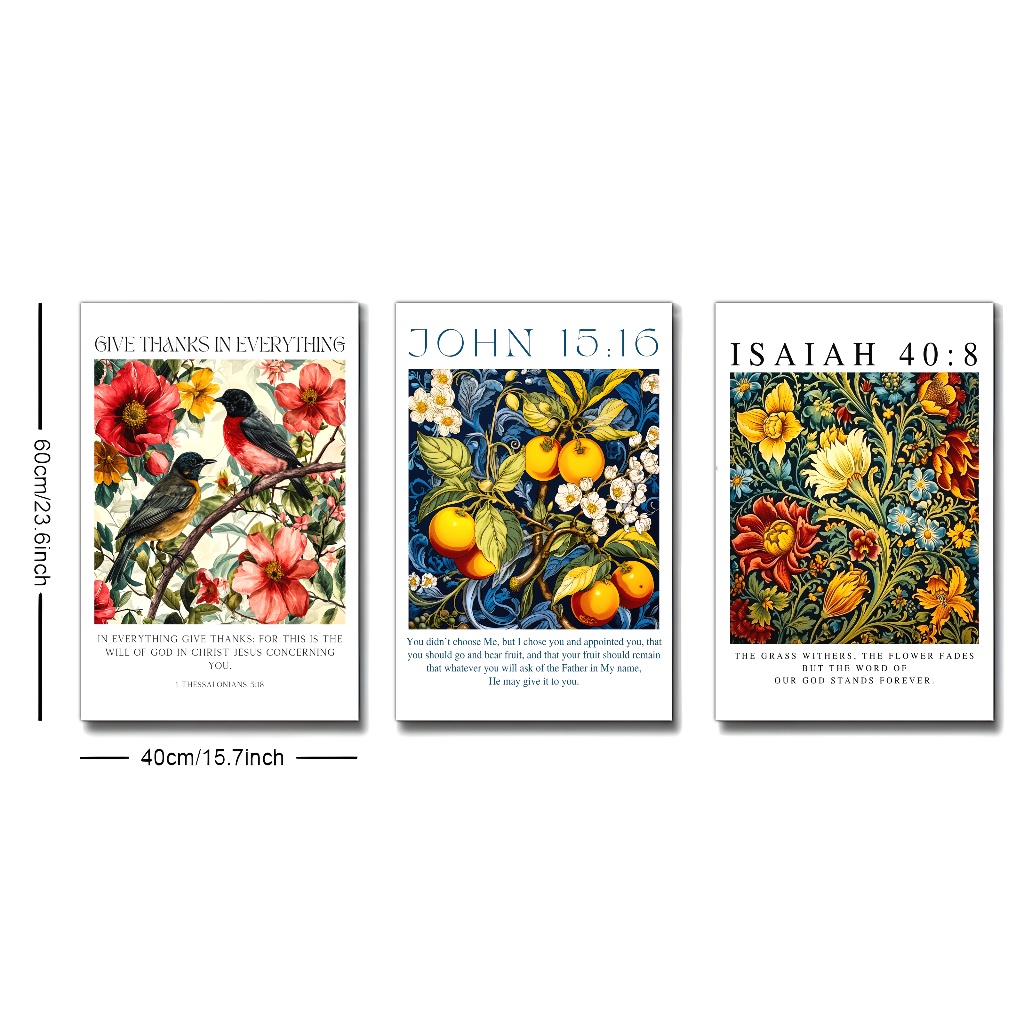 60cm/23.6inch
GIVE THANKS IN EVERYTHING
IN EVERYTHING GIVE THANKS: FOR THIS IS THE
WILL OF GOD IN CHRIST JESUS CONCERNING
YOU.
1 THESSALONIANS 5:18
JOHN 15:16
You didn't choose Me, but I chose you and appointed you, that
you should go and bear fruit, and that your fruit should remain
that whatever you will ask of the Father in My name,
He may give it to you.
ISAIAH 40:8
THE GRASS WITHERS, THE FLOWER FADES
BUT THE WORD OF
OUR GOD STANDS FOREVER.
40cm/15.7inch